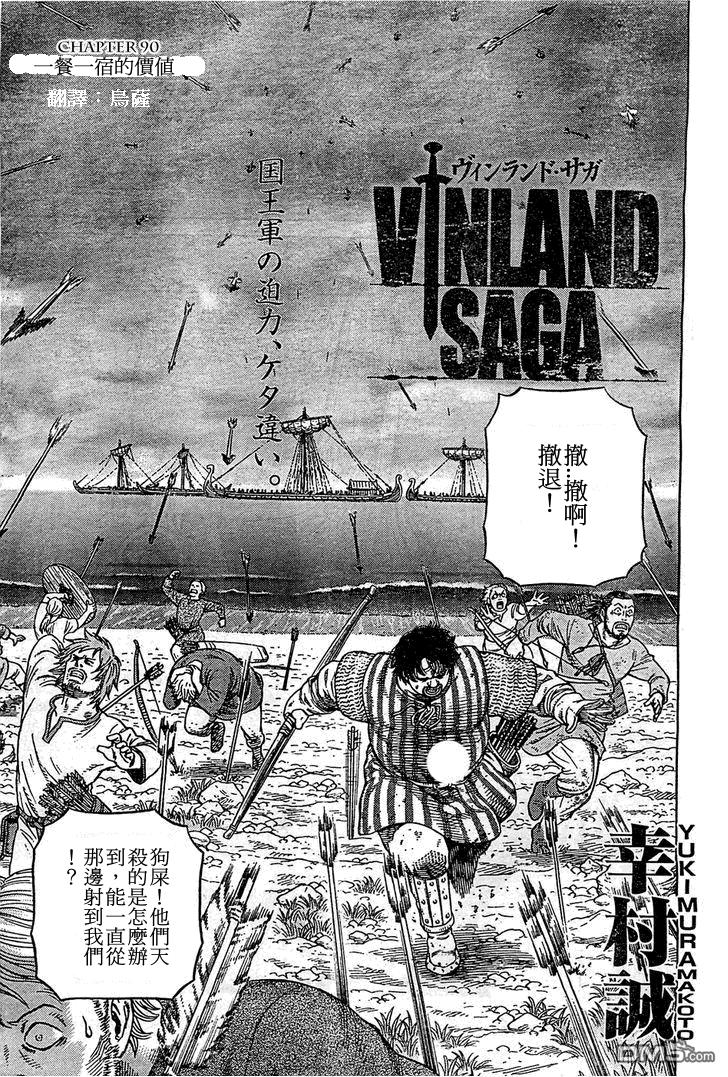 CHAPTER 90
一餐一宿的價值
翻譯：烏薩
ヴィンランド・サガ
VINLAND
SAGA
国王軍の迫力、ケタ違い。
撤…撤啊！
撤退！
狗屎！他們天
殺的是怎麼辦
到，能一直從
那邊射到我們
！？
幸村誠
YUKIMURA MAKOTO
DM5.com